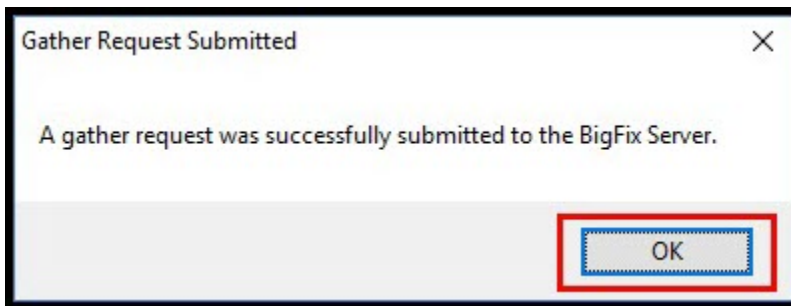 Gather Request Submitted
A gather request was successfully submitted to the BigFix Server.
OK